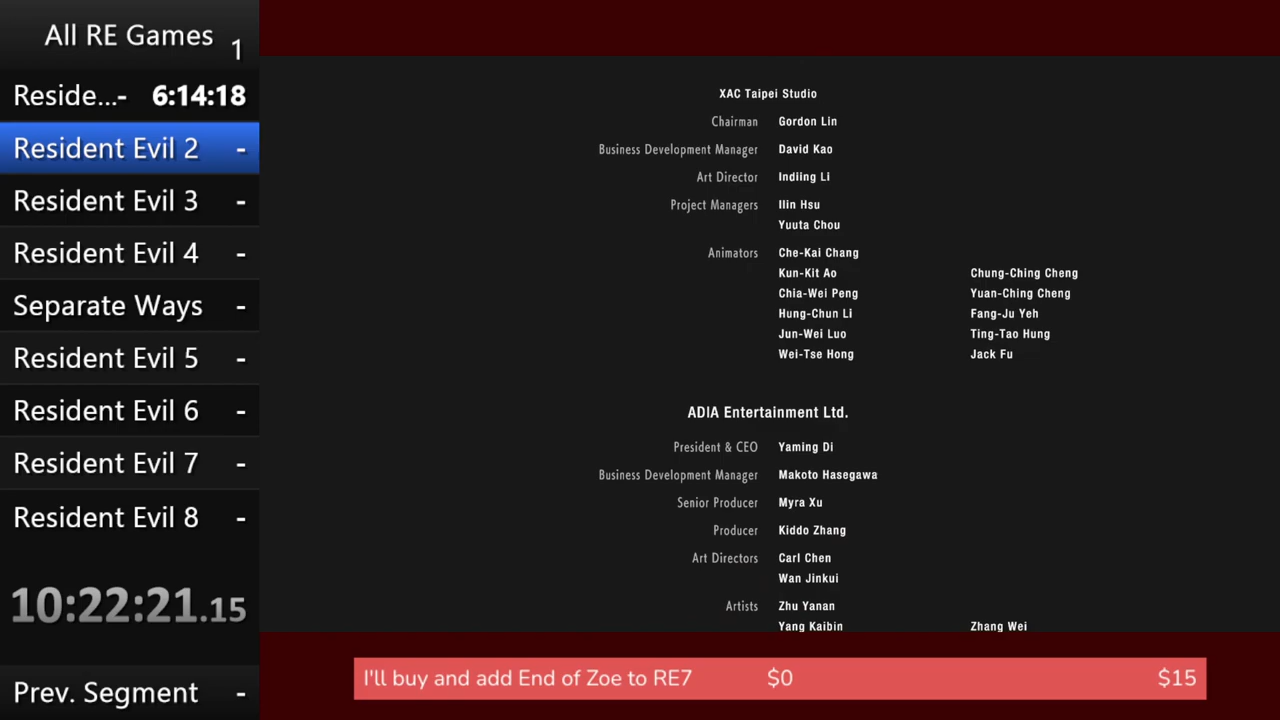 All RE Games
1
Reside...- 6:14:18
Resident Evil 2 -
Resident Evil 3 -
Resident Evil 4 -
Separate Ways -
Resident Evil 5 -
Resident Evil 6 -
Resident Evil 7 -
Resident Evil 8 -
10:22:21.15
Prev. Segment -
XAC Taipei Studio
Chairman Gordon Lin
Business Development Manager David Kao
Art Director Indiing Li
Project Managers Ilin Hsu
Yuuta Chou
Animators Che-Kai Chang
Kun-Kit Ao Chung-Ching Cheng
Chia-Wei Peng Yuan-Ching Cheng
Hung-Chun Li Fang-Ju Yeh
Jun-Wei Luo Ting-Tao Hung
Wei-Tse Hong Jack Fu
ADIA Entertainment Ltd.
President & CEO Yaming Di
Business Development Manager Makoto Hasegawa
Senior Producer Myra Xu
Producer Kiddo Zhang
Art Directors Carl Chen
Wan Jinkui
Artists Zhu Yanan
Yang Kaibin Zhang Wei
I'll buy and add End of Zoe to RE7 $0 $15